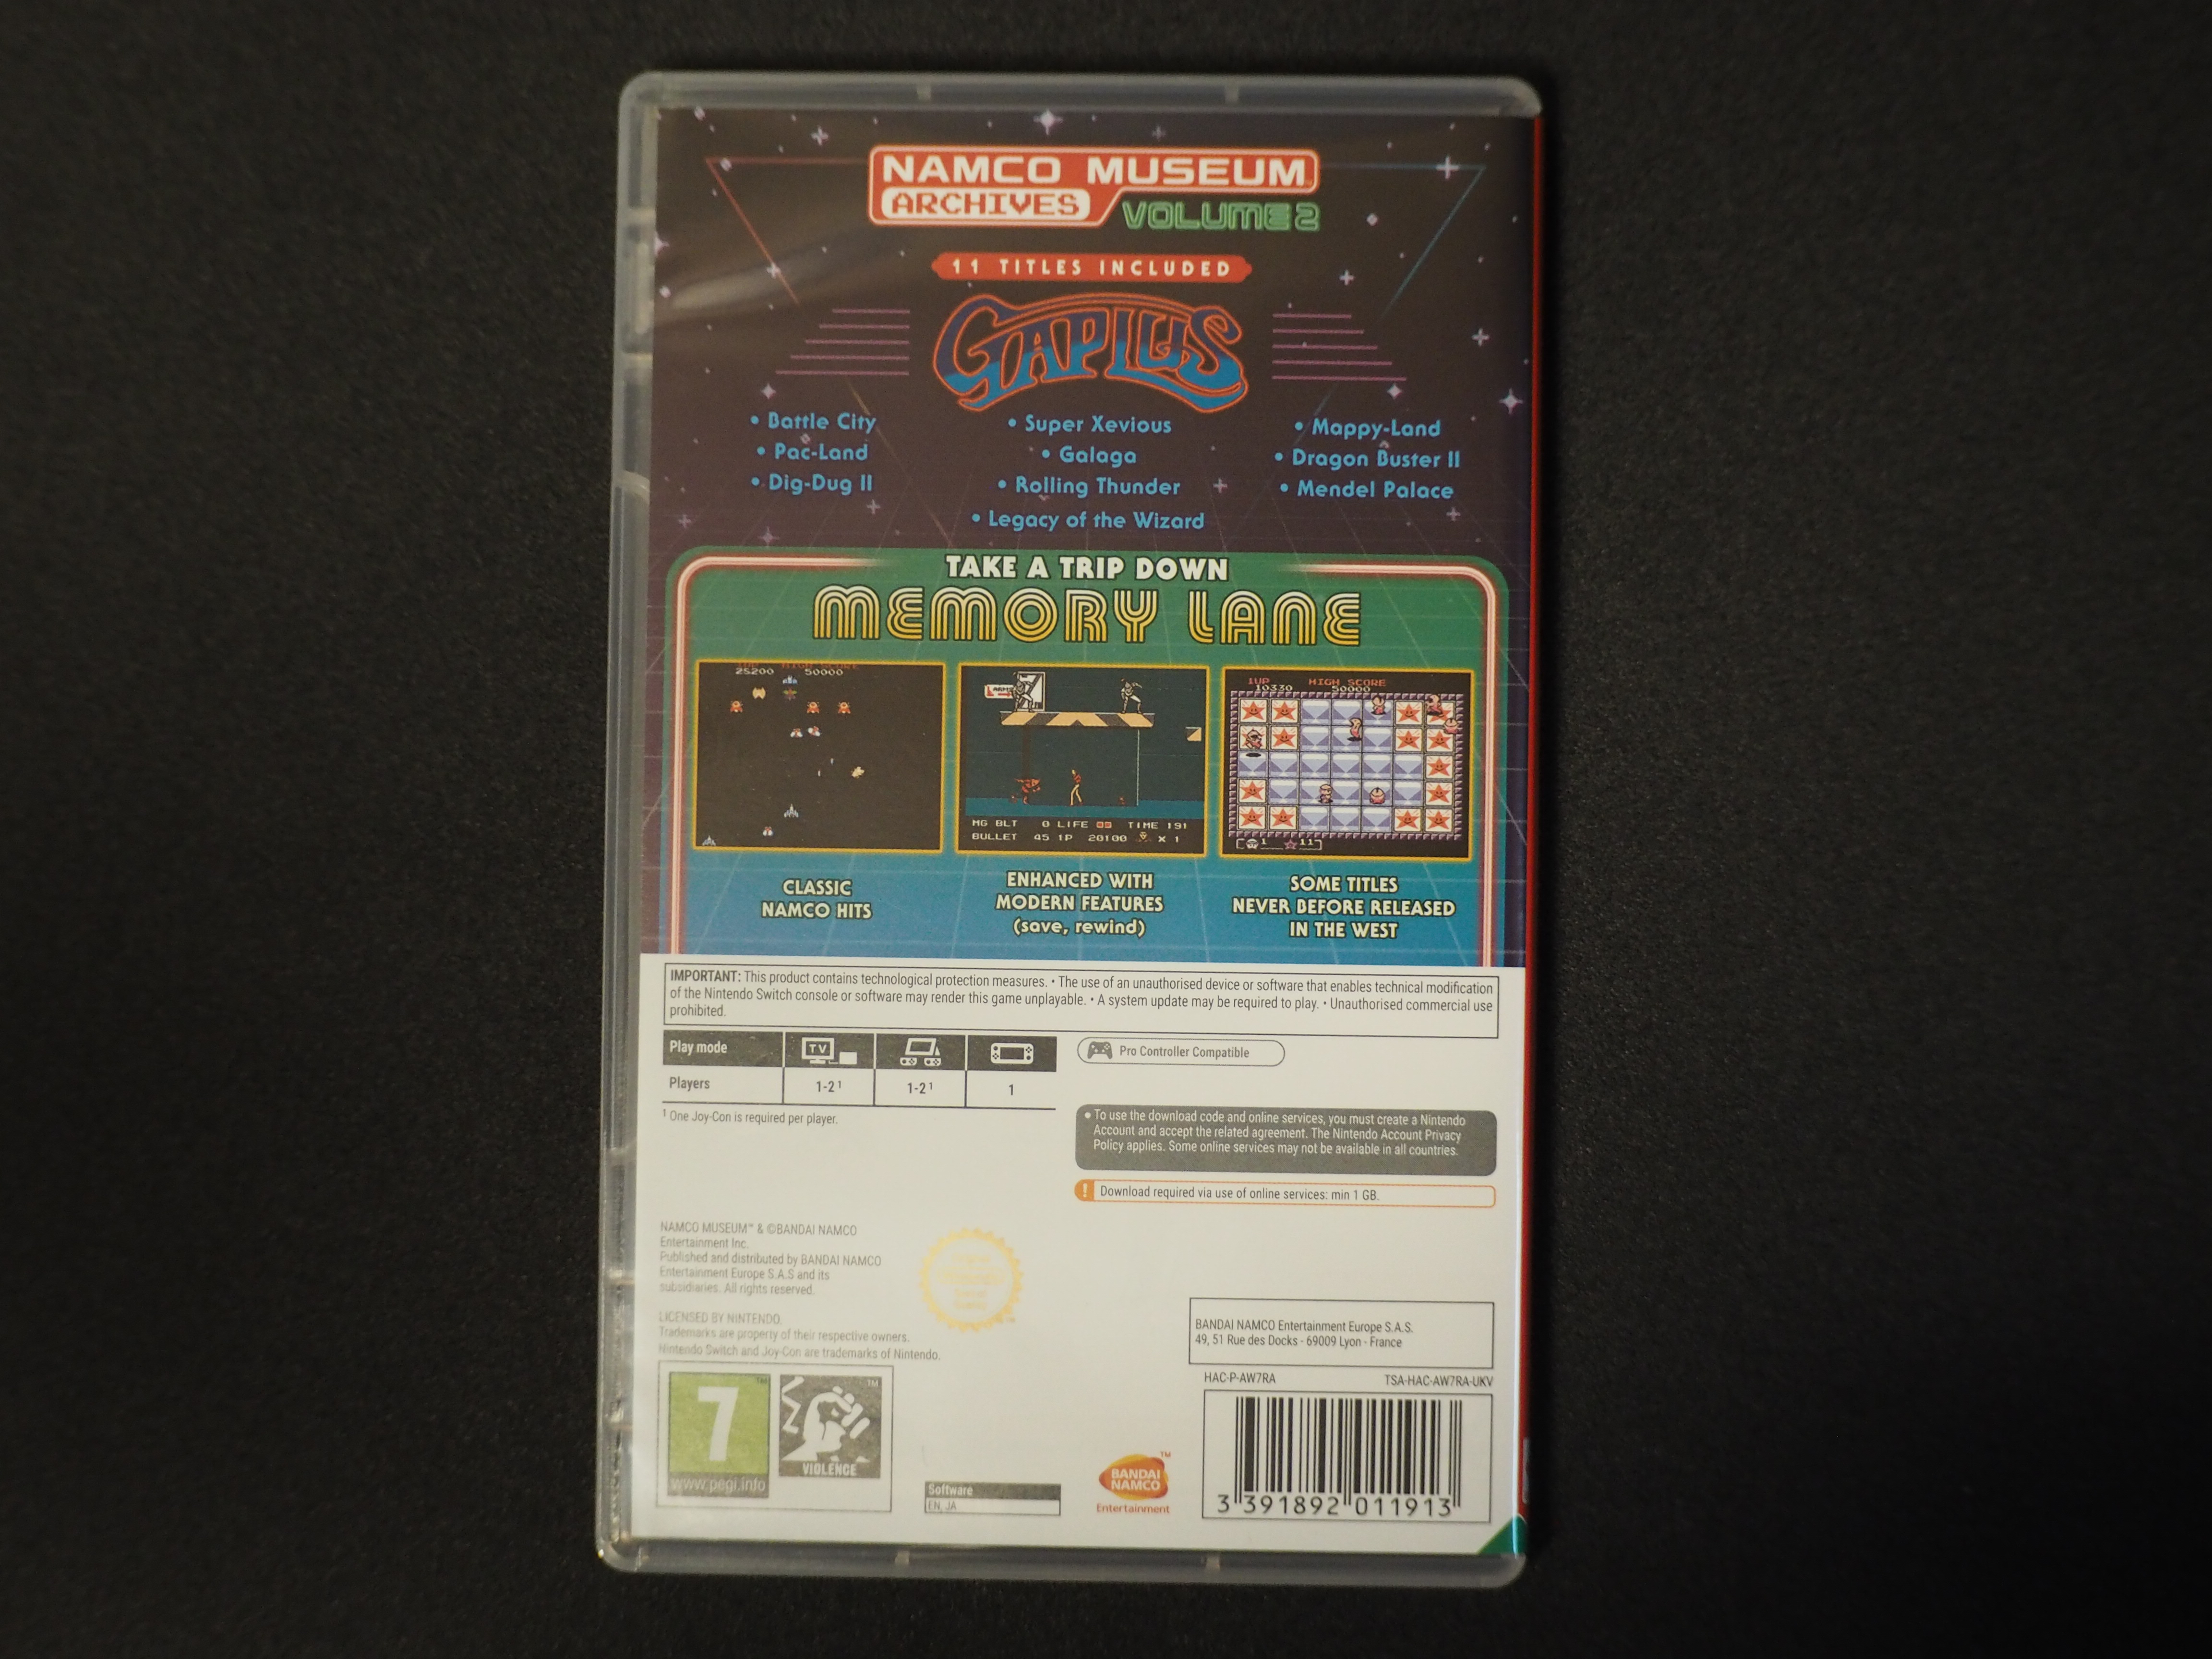 NAMCO MUSEUM
ARCHIVES VOLUME 2
11 TITLES INCLUDED
GAPLUS
• Battle City
• Pac-Land
• Dig-Dug II
• Super Xevious
• Galaga
• Rolling Thunder
• Legacy of the Wizard
• Mappy-Land
• Dragon Buster II
• Mendel Palace
TAKE A TRIP DOWN
MEMORY LANE
HIGH SCORE
25200 50000
MG BLT 0 LIFE TIME 191
BULLET 45 1P 20100 X 1
1UP HIGH SCORE
10330 50000
1 11
CLASSIC
NAMCO HITS
ENHANCED WITH
MODERN FEATURES
(save, rewind)
SOME TITLES
NEVER BEFORE RELEASED
IN THE WEST
IMPORTANT: This product contains technological protection measures. • The use of an unauthorised device or software that enables technical modification
of the Nintendo Switch console or software may render this game unplayable. • A system update may be required to play. • Unauthorised commercial use
prohibited.
Play mode TV
Players 1-2¹ 1-2¹ 1
¹ One Joy-Con is required per player.
Pro Controller Compatible
• To use the download code and online services, you must create a Nintendo
Account and accept the related agreement. The Nintendo Account Privacy
Policy applies. Some online services may not be available in all countries.
! Download required via use of online services: min 1 GB.
NAMCO MUSEUM™ & ©BANDAI NAMCO
Entertainment Inc.
Published and distributed by BANDAI NAMCO
Entertainment Europe S.A.S and its
subsidiaries. All rights reserved.
LICENSED BY NINTENDO.
Trademarks are property of their respective owners.
Nintendo Switch and Joy-Con are trademarks of Nintendo.
7 ™
www.pegi.info
™
VIOLENCE
Software
EN, JA
BANDAI
NAMCO ™
Entertainment
BANDAI NAMCO Entertainment Europe S.A.S.
49, 51 Rue des Docks - 69009 Lyon - France
HAC-P-AW7RA TSA-HAC-AW7RA-UKV
3 391892 011913